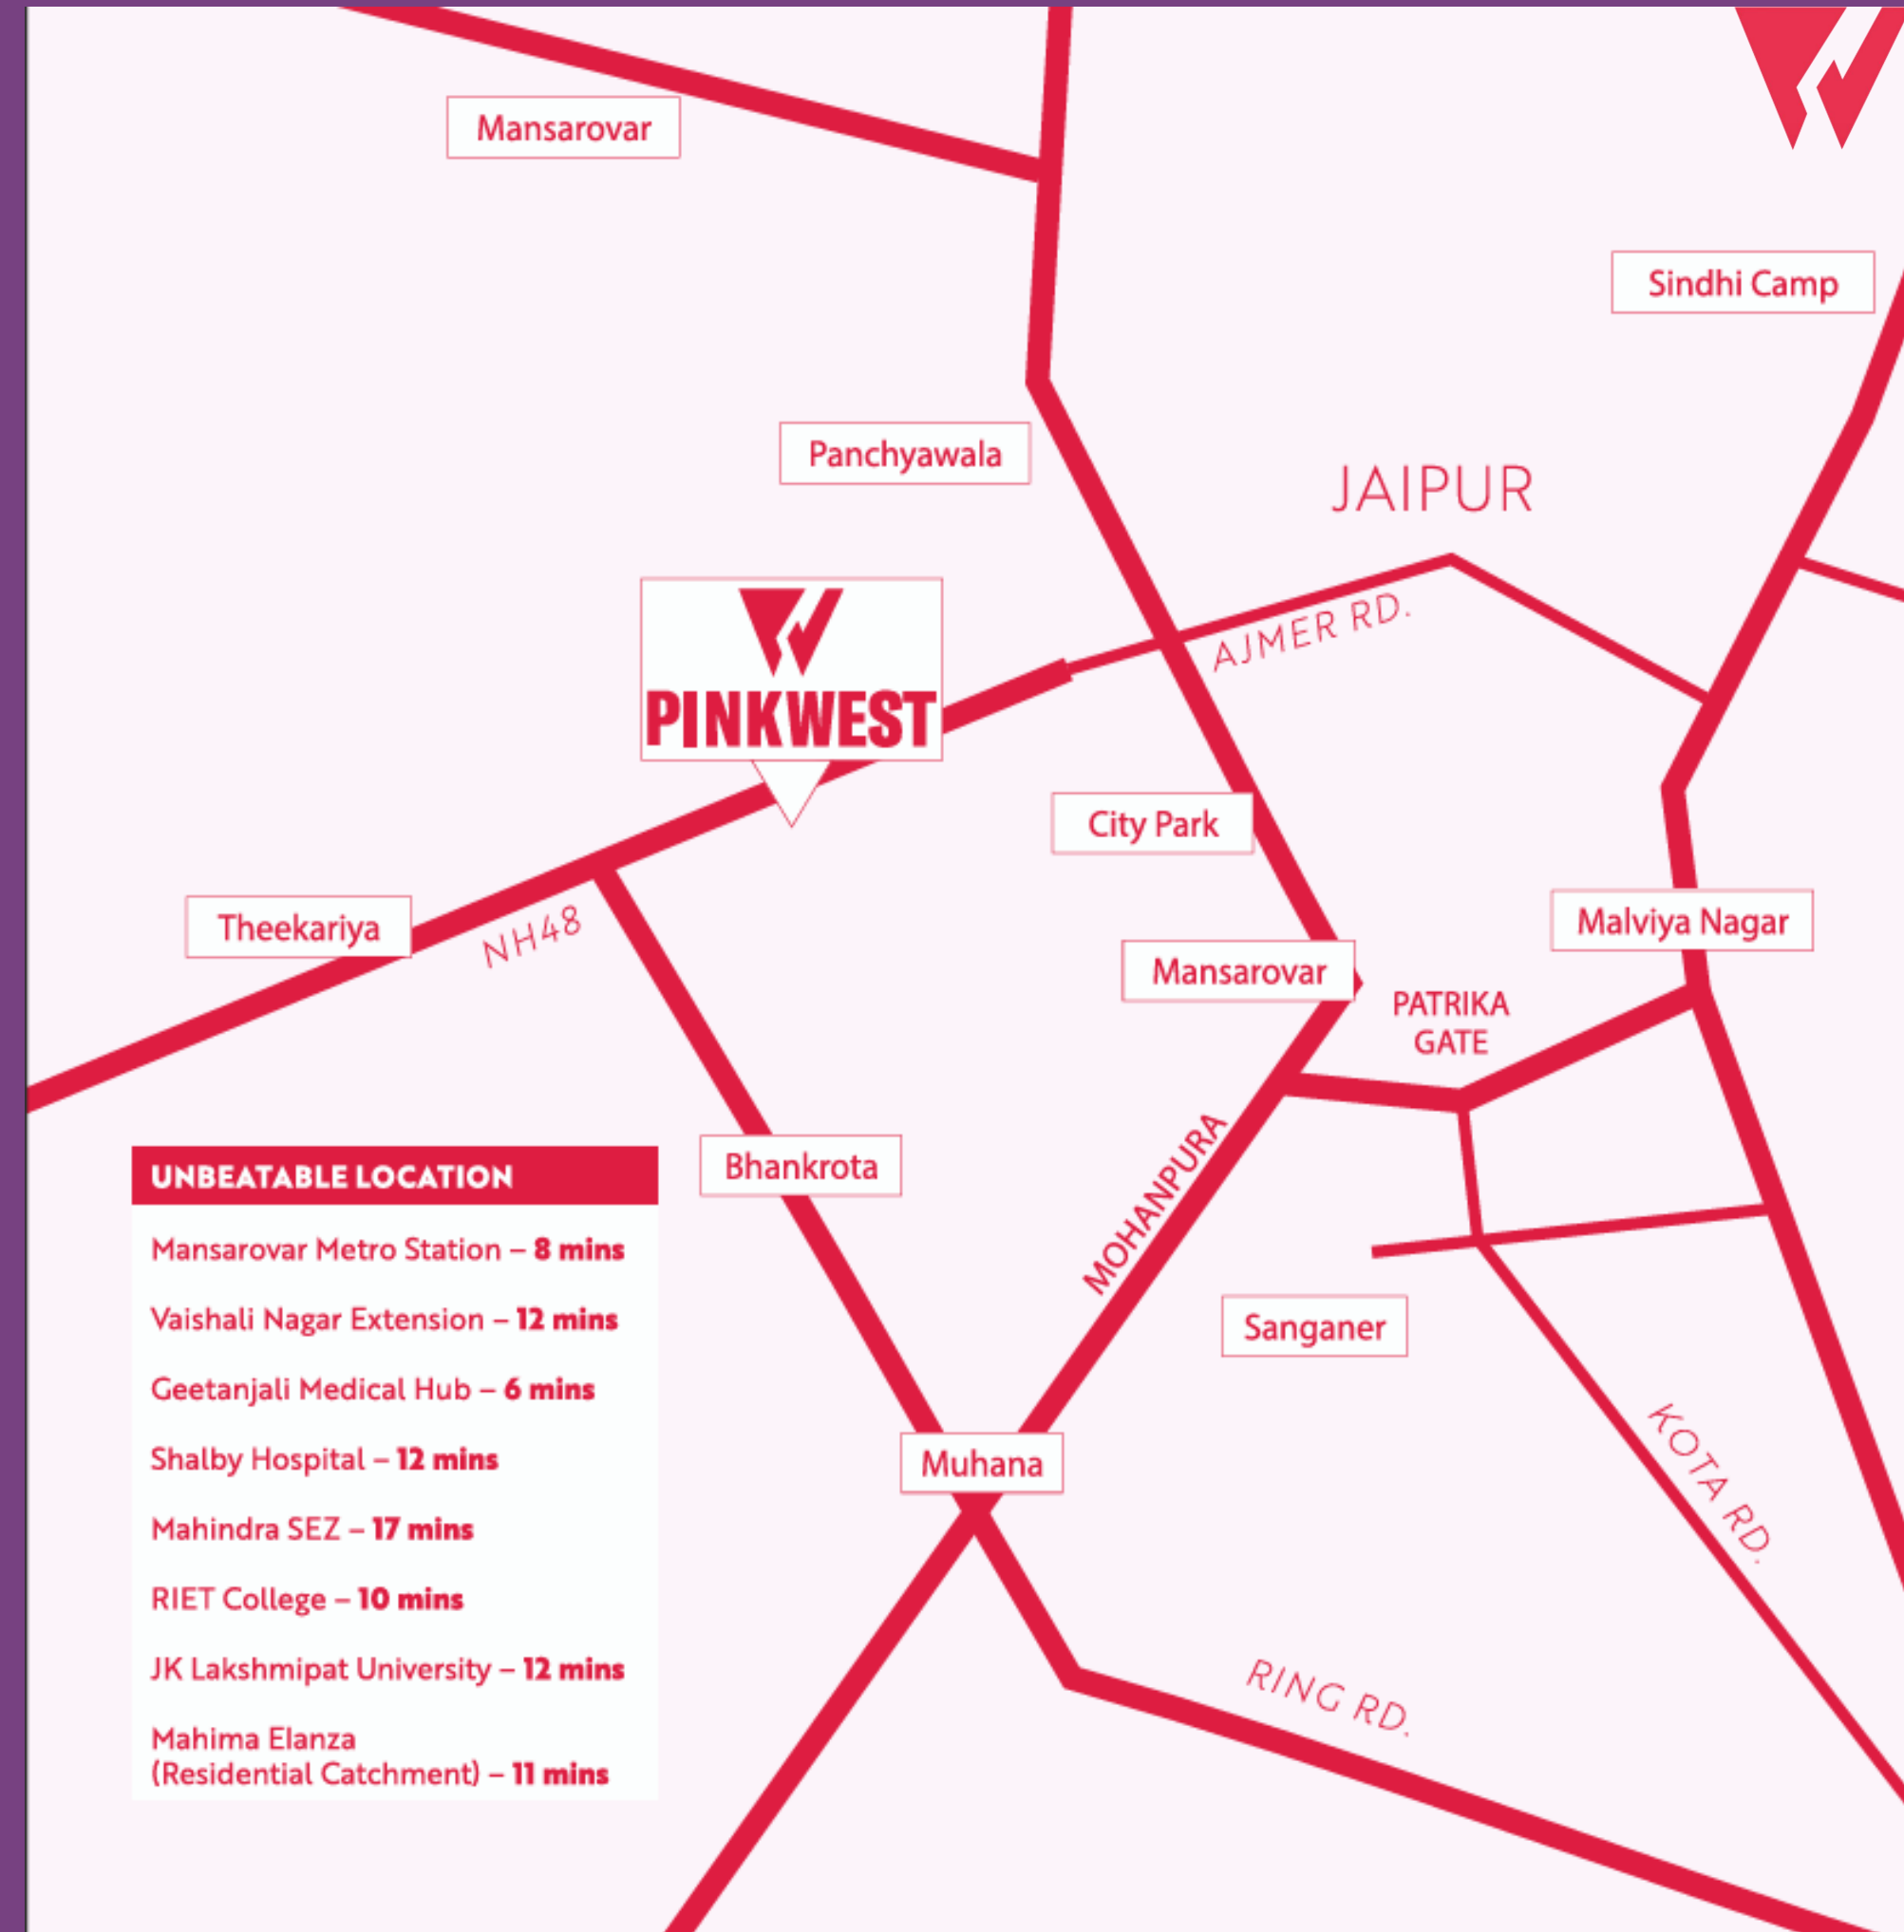 Mansarovar
Sindhi Camp
Panchyawala
JAIPUR
AJMER RD.
PINKWEST
City Park
Theekariya
NH48
Malviya Nagar
Mansarovar
PATRIKA
GATE
MOHANPURA
Bhankrota
UNBEATABLE LOCATION
Mansarovar Metro Station – 8 mins
Vaishali Nagar Extension – 12 mins
Geetanjali Medical Hub – 6 mins
Shalby Hospital – 12 mins
Mahindra SEZ – 17 mins
RIET College – 10 mins
JK Lakshmipat University – 12 mins
Mahima Elanza
(Residential Catchment) – 11 mins
Sanganer
Muhana
KOTA RD.
RING RD.